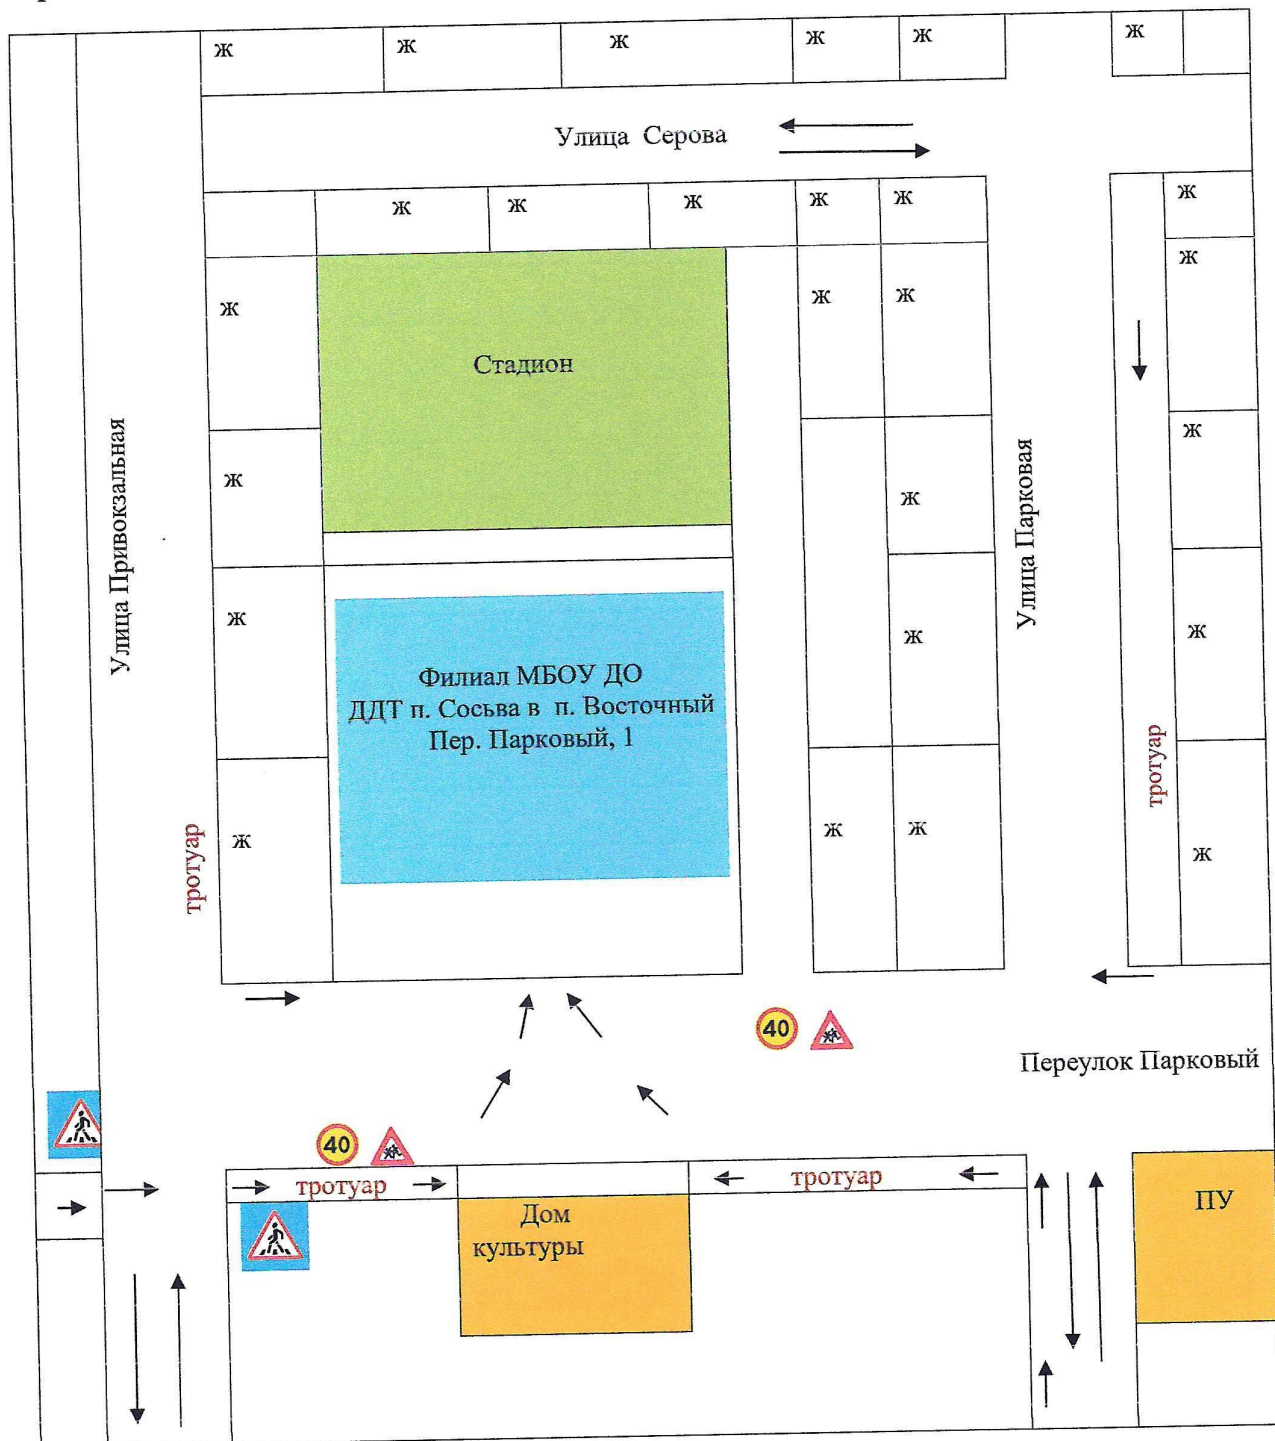 Ж Ж Ж Ж Ж Ж
Улица Серова
Ж Ж Ж Ж Ж Ж
Ж Ж Ж Ж
Стадион
Ж
Улица Привокзальная
Ж Ж
Улица Парковая
Ж Ж Ж
Филиал МБОУ ДО
ДДТ п. Сосьва в п. Восточный
Пер. Парковый, 1
тротуар
Ж Ж Ж Ж
тротуар
40
Переулок Парковый
40
тротуар
тротуар
Дом
культуры
ПУ